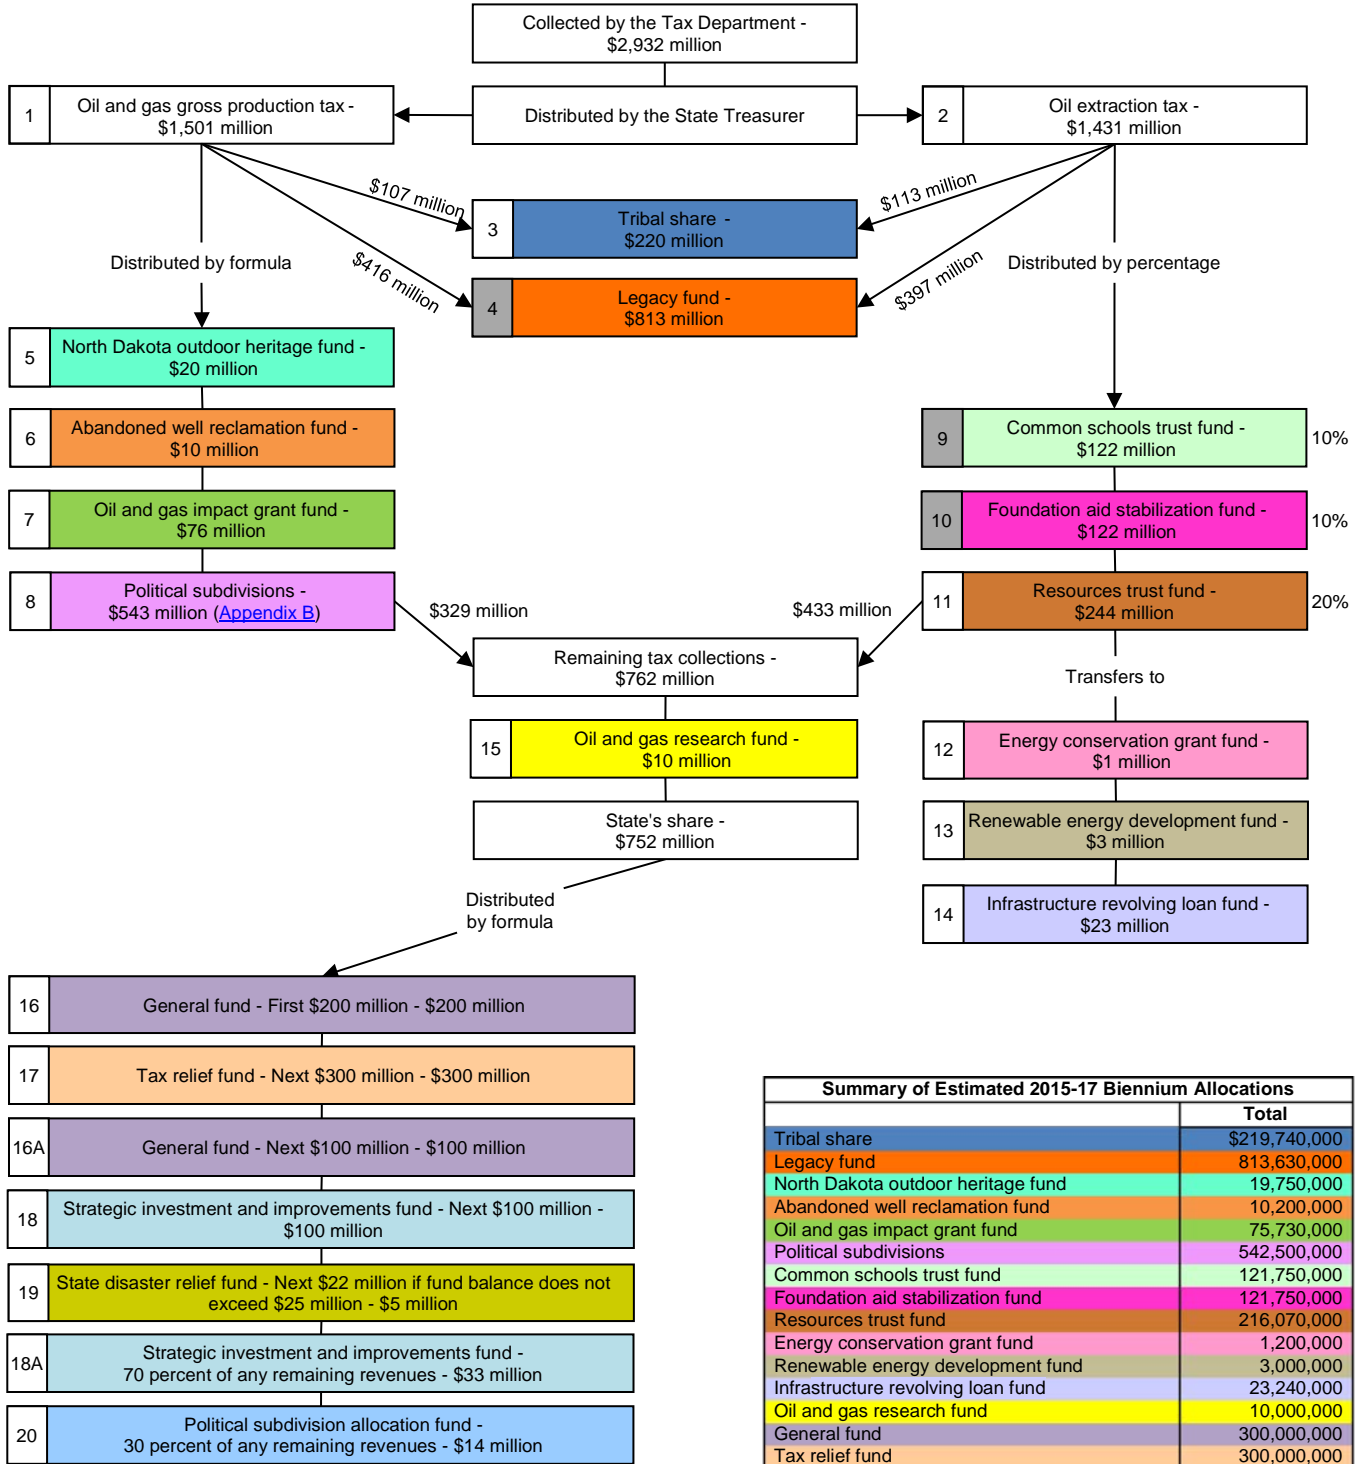 Collected by the Tax Department -
$2,932 million
1
Oil and gas gross production tax -
$1,501 million
Distributed by the State Treasurer
2
Oil extraction tax -
$1,431 million
$107 million
$113 million
3
Tribal share -
$220 million
Distributed by formula
$416 million
$397 million
Distributed by percentage
4
Legacy fund -
$813 million
5
North Dakota outdoor heritage fund -
$20 million
6
Abandoned well reclamation fund -
$10 million
9
Common schools trust fund -
$122 million
10%
7
Oil and gas impact grant fund -
$76 million
10
Foundation aid stabilization fund -
$122 million
10%
8
Political subdivisions -
$543 million (Appendix B)
$329 million
$433 million
11
Resources trust fund -
$244 million
20%
Remaining tax collections -
$762 million
Transfers to
15
Oil and gas research fund -
$10 million
12
Energy conservation grant fund -
$1 million
State's share -
$752 million
13
Renewable energy development fund -
$3 million
Distributed
by formula
14
Infrastructure revolving loan fund -
$23 million
16
General fund - First $200 million - $200 million
17
Tax relief fund - Next $300 million - $300 million
16A
General fund - Next $100 million - $100 million
18
Strategic investment and improvements fund - Next $100 million -
$100 million
19
State disaster relief fund - Next $22 million if fund balance does not
exceed $25 million - $5 million
18A
Strategic investment and improvements fund -
70 percent of any remaining revenues - $33 million
20
Political subdivision allocation fund -
30 percent of any remaining revenues - $14 million
Summary of Estimated 2015-17 Biennium Allocations
Total
Tribal share $219,740,000
Legacy fund 813,630,000
North Dakota outdoor heritage fund 19,750,000
Abandoned well reclamation fund 10,200,000
Oil and gas impact grant fund 75,730,000
Political subdivisions 542,500,000
Common schools trust fund 121,750,000
Foundation aid stabilization fund 121,750,000
Resources trust fund 216,070,000
Energy conservation grant fund 1,200,000
Renewable energy development fund 3,000,000
Infrastructure revolving loan fund 23,240,000
Oil and gas research fund 10,000,000
General fund 300,000,000
Tax relief fund 300,000,000